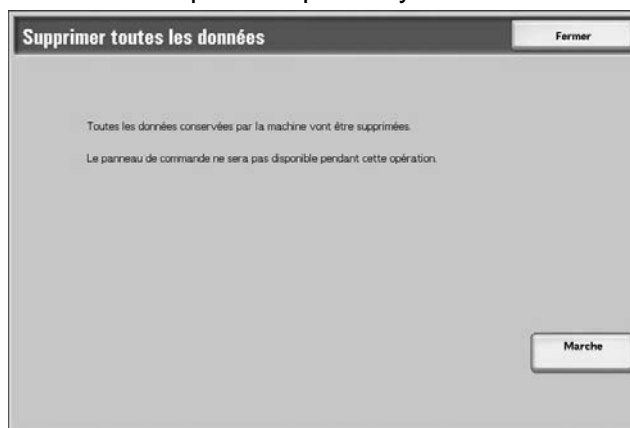 Supprimer toutes les données
Fermer
Toutes les données conservées par la machine vont être supprimées.
Le panneau de commande ne sera pas disponible pendant cette opération.
Marche